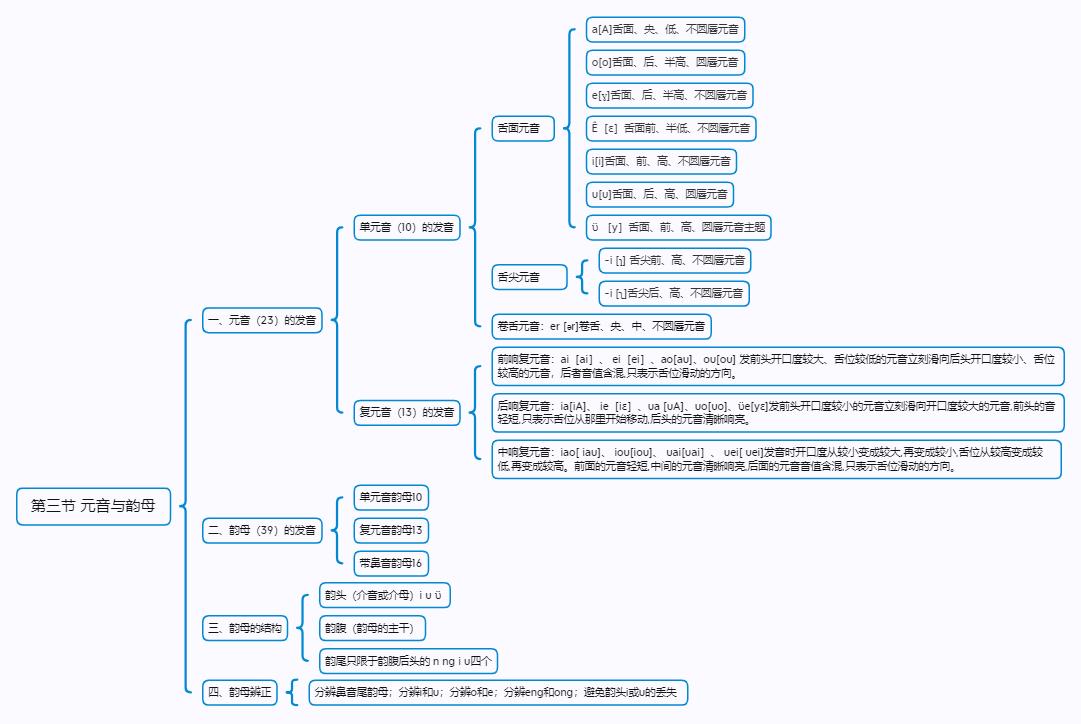 第三节 元音与韵母
一、元音（23）的发音
单元音（10）的发音
舌面元音
a[A]舌面、央、低、不圆唇元音
o[o]舌面、后、半高、圆唇元音
e[ɣ]舌面、后、半高、不圆唇元音
Ê［ε］舌面前、半低、不圆唇元音
i[i]舌面、前、高、不圆唇元音
u[u]舌面、后、高、圆唇元音
ü ［y］舌面、前、高、圆唇元音主题
舌尖元音
-i [ʅ] 舌尖前、高、不圆唇元音
-i [ʅ]舌尖后、高、不圆唇元音
卷舌元音：er [ər]卷舌、央、中、不圆唇元音
复元音（13）的发音
前响复元音：ai［ai］、ei［ei］、ao[au]、ou[ou] 发前头开口度较大、舌位较低的元音立刻滑向后头开口度较小、舌位
较高的元音，后者音值含混,只表示舌位滑动的方向。
后响复元音：ia[iA]、 ie［iε］、ua [uA]、uo[uo]、üe[yε]发前头开口度较小的元音立刻滑向开口度较大的元音,前头的音
轻短,只表示舌位从那里开始移动,后头的元音清晰响亮。
中响复元音：iao[ iau]、 iou[iou]、 uai[uai］、 uei[ uei]发音时开口度从较小变成较大,再变成较小,舌位从较高变成较
低,再变成较高。前面的元音轻短,中间的元音清晰响亮,后面的元音音值含混,只表示舌位滑动的方向。
二、韵母（39）的发音
单元音韵母10
复元音韵母13
带鼻音韵母16
三、韵母的结构
韵头（介音或介母）i u ü
韵腹（韵母的主干）
韵尾只限于韵腹后头的 n ng i u四个
四、韵母辨正
分辨鼻音尾韵母；分辨i和u；分辨o和e；分辨eng和ong；避免韵头i或u的丢失